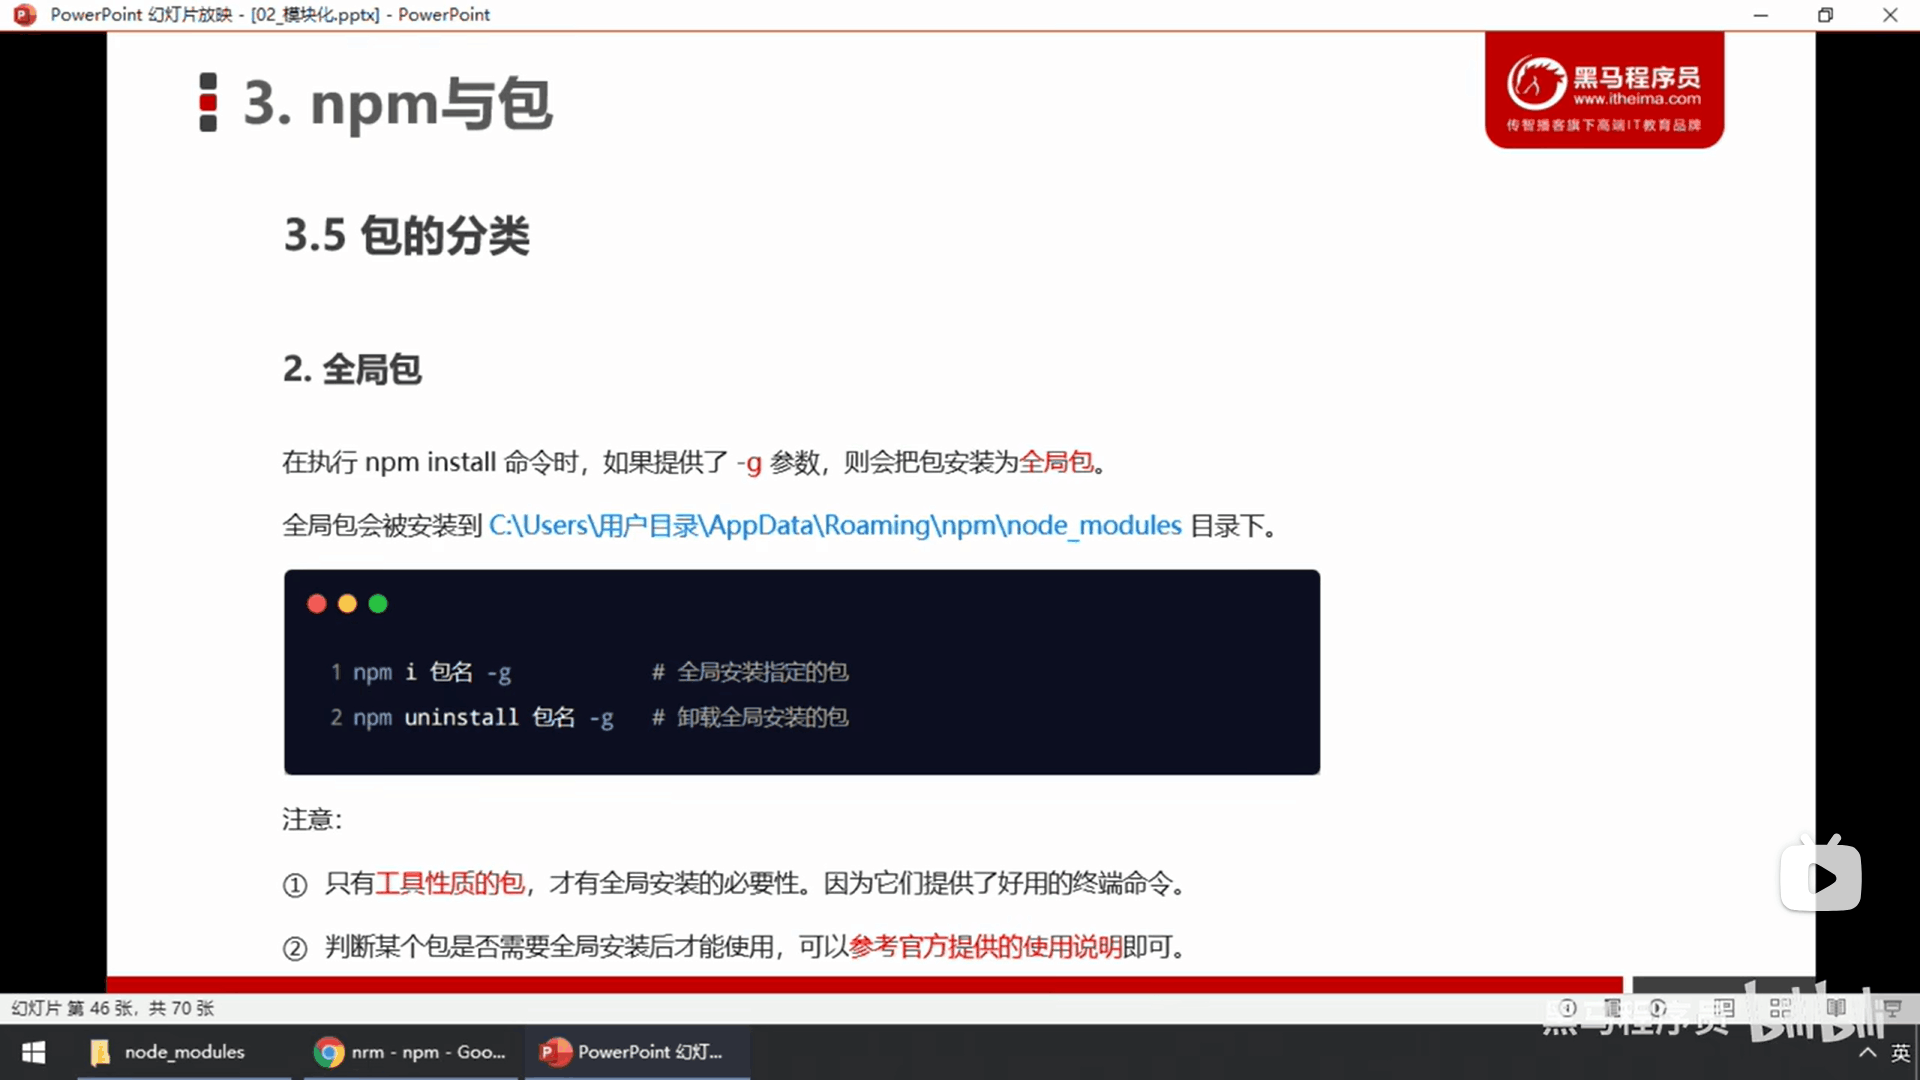 PowerPoint 幻灯片放映 - [02_模块化.pptx] - PowerPoint
3. npm与包
黑马程序员
www.itheima.com
传智播客旗下高端IT教育品牌
3.5 包的分类
2. 全局包
在执行 npm install 命令时，如果提供了 -g 参数，则会把包安装为全局包。
全局包会被安装到 C:\Users\用户目录\AppData\Roaming\npm\node_modules 目录下。
1 npm i 包名 -g # 全局安装指定的包
2 npm uninstall 包名 -g # 卸载全局安装的包
注意：
① 只有工具性质的包，才有全局安装的必要性。因为它们提供了好用的终端命令。
② 判断某个包是否需要全局安装后才能使用，可以参考官方提供的使用说明即可。
幻灯片 第 46 张，共 70 张
黑马程序员 bilibili
node_modules
nrm - npm - Goo...
PowerPoint 幻灯...
英